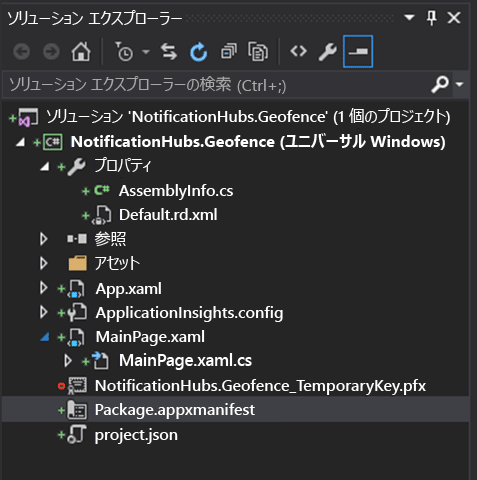 ソリューション エクスプローラー
ソリューション エクスプローラーの検索 (Ctrl+;)
ソリューション 'NotificationHubs.Geofence' (1 個のプロジェクト)
C# NotificationHubs.Geofence (ユニバーサル Windows)
プロパティ
C# AssemblyInfo.cs
Default.rd.xml
参照
アセット
App.xaml
ApplicationInsights.config
MainPage.xaml
MainPage.xaml.cs
NotificationHubs.Geofence_TemporaryKey.pfx
Package.appxmanifest
project.json